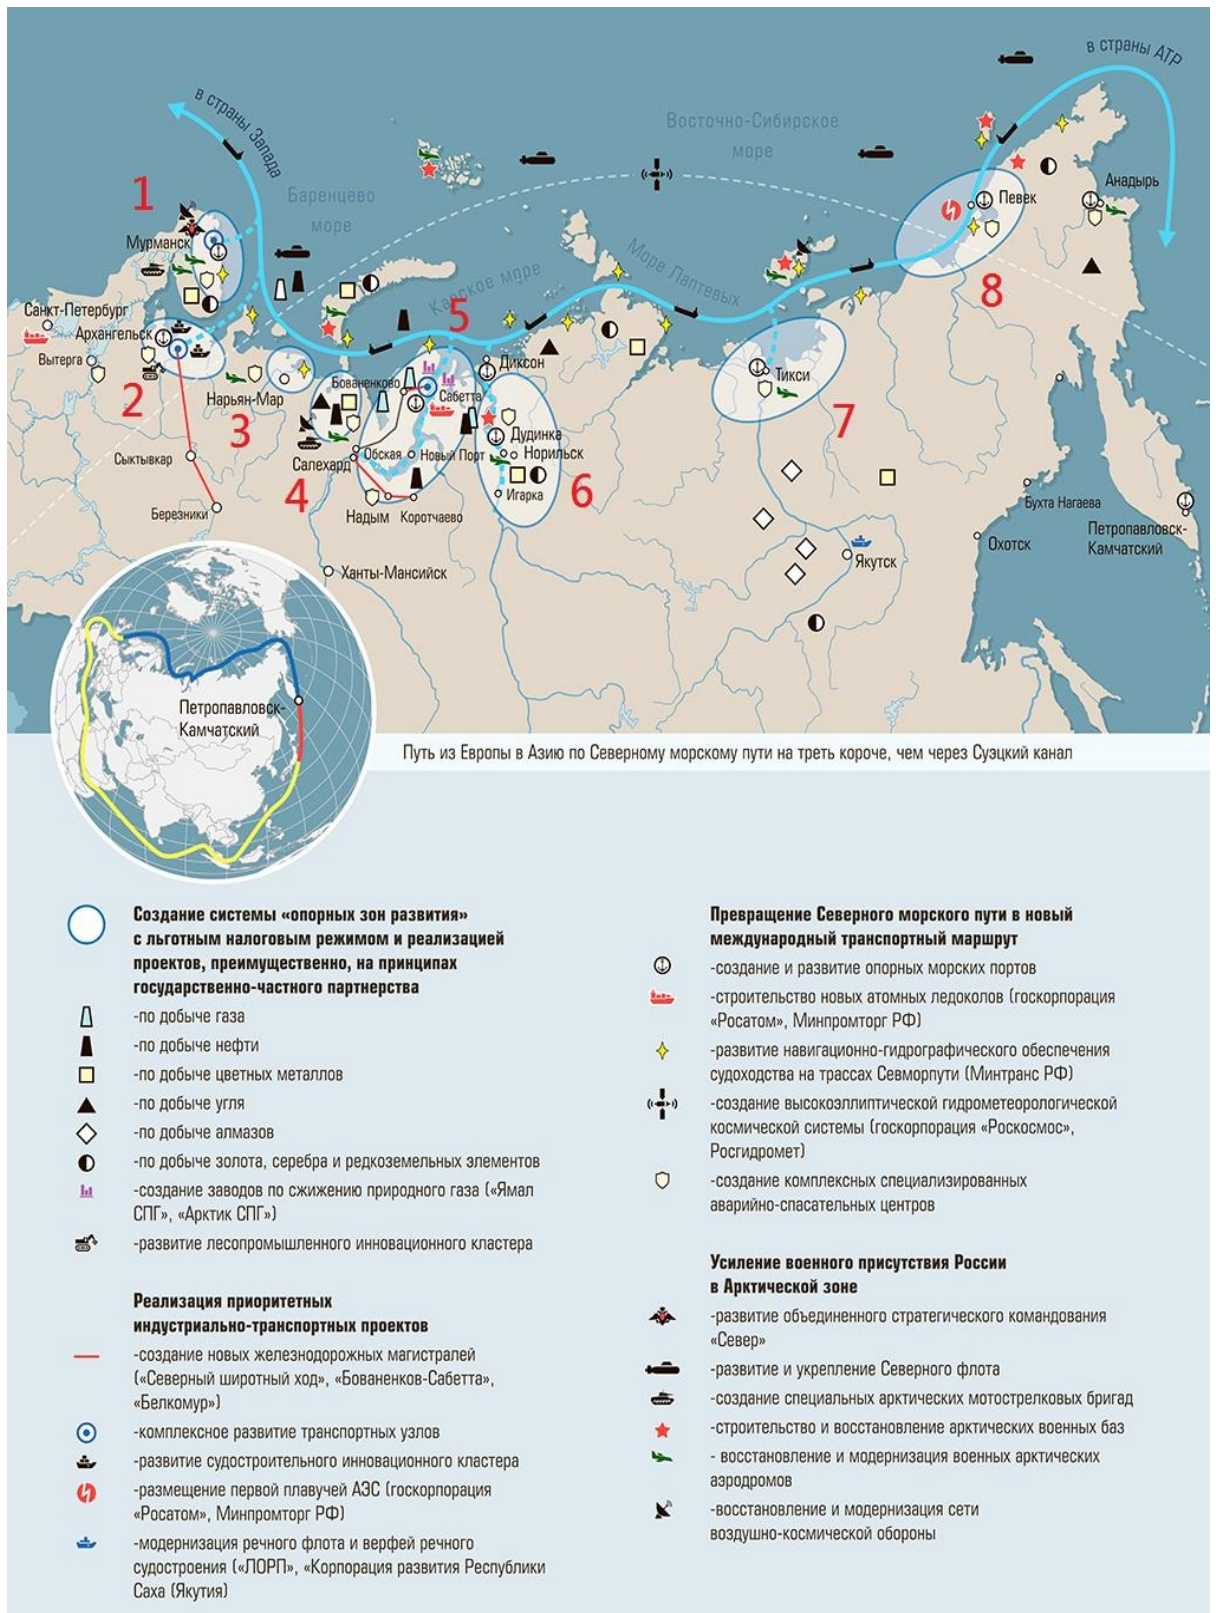 в страны АТР
в страны Запада
Восточно-Сибирское
море
1
Баренцево
море
Певек
Анадырь
Мурманск
Карское море
Море Лаптевых
8
Санкт-Петербург
Архангельск
5
Вытегра
Диксон
Бованенково
Сабетта
Тикси
2
Нарьян-Мар
3
7
Дудинка
Сыктывкар
Салехард
Обская
Новый Порт
Норильск
4
6
Игарка
Березники
Надым
Коротчаево
Бухта Нагаева
Петропавловск-
Камчатский
Охотск
Якутск
Ханты-Мансийск
Петропавловск-
Камчатский
Путь из Европы в Азию по Северному морскому пути на треть короче, чем через Суэцкий канал
Создание системы «опорных зон развития»
с льготным налоговым режимом и реализацией
проектов, преимущественно, на принципах
государственно-частного партнерства
-по добыче газа
-по добыче нефти
-по добыче цветных металлов
-по добыче угля
-по добыче алмазов
-по добыче золота, серебра и редкоземельных элементов
-создание заводов по сжижению природного газа («Ямал
СПГ», «Арктик СПГ»)
-развитие лесопромышленного инновационного кластера
Реализация приоритетных
индустриально-транспортных проектов
-создание новых железнодорожных магистралей
(«Северный широтный ход», «Бованенков-Сабетта»,
«Белкомур»)
-комплексное развитие транспортных узлов
-развитие судостроительного инновационного кластера
-размещение первой плавучей АЭС (госкорпорация
«Росатом», Минпромторг РФ)
-модернизация речного флота и верфей речного
судостроения («ЛОРП», «Корпорация развития Республики
Саха (Якутия)
Превращение Северного морского пути в новый
международный транспортный маршрут
-создание и развитие опорных морских портов
-строительство новых атомных ледоколов (госкорпорация
«Росатом», Минпромторг РФ)
-развитие навигационно-гидрографического обеспечения
судоходства на трассах Севморпути (Минтранс РФ)
-создание высокоэллиптической гидрометеорологической
космической системы (госкорпорация «Роскосмос»,
Росгидромет)
-создание комплексных специализированных
аварийно-спасательных центров
Усиление военного присутствия России
в Арктической зоне
-развитие объединенного стратегического командования
«Север»
-развитие и укрепление Северного флота
-создание специальных арктических мотострелковых бригад
-строительство и восстановление арктических военных баз
- восстановление и модернизация военных арктических
аэродромов
-восстановление и модернизация сети
воздушно-космической обороны